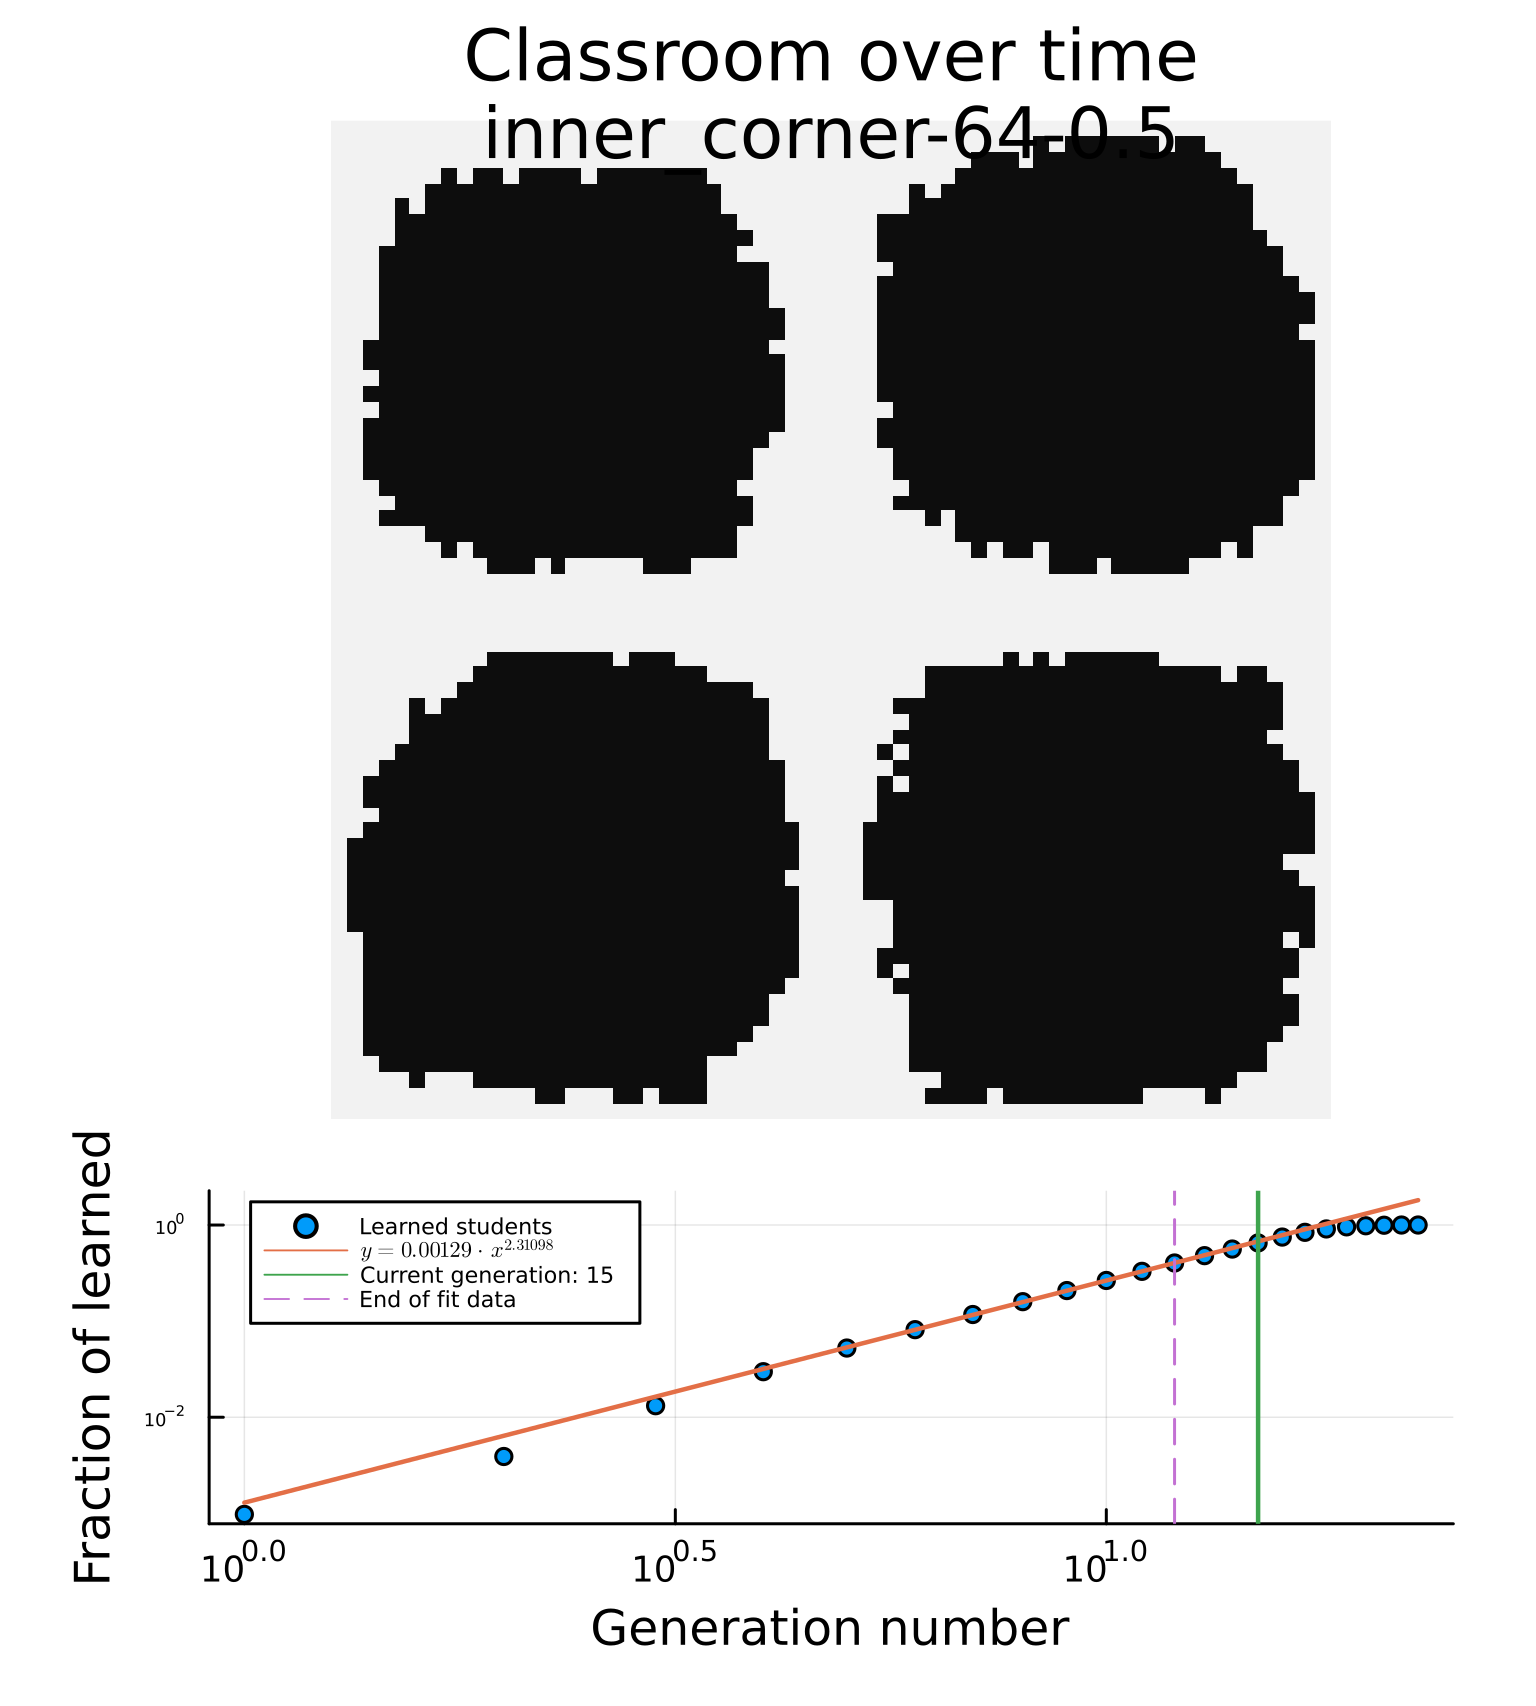 Classroom over time
inner_corner-64-0.5
Fraction of learned
10^0
10^−2
Learned students
y = 0.00129 · x^2.31098
Current generation: 15
End of fit data
10^0.0
10^0.5
10^1.0
Generation number